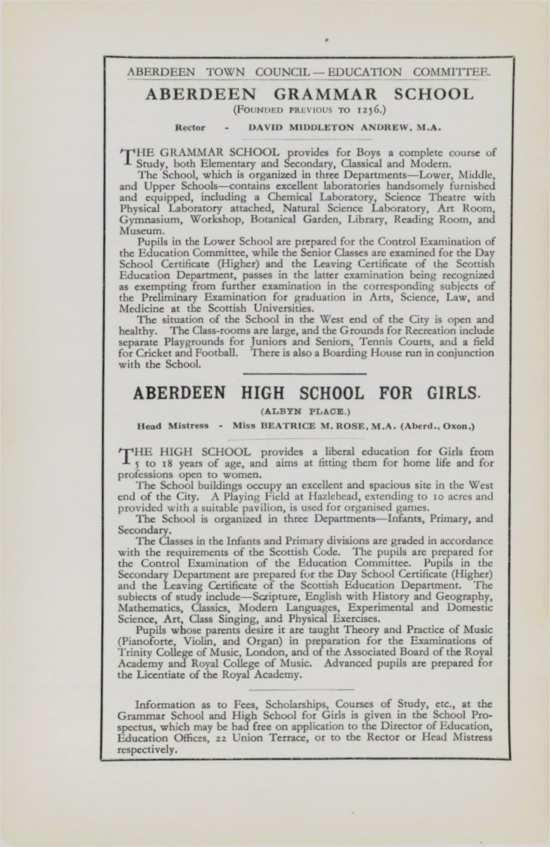 ABERDEEN TOWN COUNCIL — EDUCATION COMMITTEE.
ABERDEEN GRAMMAR SCHOOL
(FOUNDED PREVIOUS TO 1256.)
Rector - DAVID MIDDLETON ANDREW, M.A.
THE GRAMMAR SCHOOL provides for Boys a complete course of
Study, both Elementary and Secondary, Classical and Modern.
The School, which is organized in three Departments—Lower, Middle,
and Upper Schools—contains excellent laboratories handsomely furnished
and equipped, including a Chemical Laboratory, Science Theatre with
Physical Laboratory attached, Natural Science Laboratory, Art Room,
Gymnasium, Workshop, Botanical Garden, Library, Reading Room, and
Museum.
Pupils in the Lower School are prepared for the Control Examination of
the Education Committee, while the Senior Classes are examined for the Day
School Certificate (Higher) and the Leaving Certificate of the Scottish
Education Department, passes in the latter examination being recognized
as exempting from further examination in the corresponding subjects of
the Preliminary Examination for graduation in Arts, Science, Law, and
Medicine at the Scottish Universities.
The situation of the School in the West end of the City is open and
healthy. The Class-rooms are large, and the Grounds for Recreation include
separate Playgrounds for Juniors and Seniors, Tennis Courts, and a field
for Cricket and Football. There is also a Boarding House run in conjunction
with the School.
ABERDEEN HIGH SCHOOL FOR GIRLS.
(ALBYN PLACE.)
Head Mistress - Miss BEATRICE M. ROSE, M.A. (Aberd., Oxon.)
THE HIGH SCHOOL provides a liberal education for Girls from
5 to 18 years of age, and aims at fitting them for home life and for
professions open to women.
The School buildings occupy an excellent and spacious site in the West
end of the City. A Playing Field at Hazlehead, extending to 10 acres and
provided with a suitable pavilion, is used for organised games.
The School is organized in three Departments—Infants, Primary, and
Secondary.
The Classes in the Infants and Primary divisions are graded in accordance
with the requirements of the Scottish Code. The pupils are prepared for
the Control Examination of the Education Committee. Pupils in the
Secondary Department are prepared for the Day School Certificate (Higher)
and the Leaving Certificate of the Scottish Education Department. The
subjects of study include—Scripture, English with History and Geography,
Mathematics, Classics, Modern Languages, Experimental and Domestic
Science, Art, Class Singing, and Physical Exercises.
Pupils whose parents desire it are taught Theory and Practice of Music
(Pianoforte, Violin, and Organ) in preparation for the Examinations of
Trinity College of Music, London, and of the Associated Board of the Royal
Academy and Royal College of Music. Advanced pupils are prepared for
the Licentiate of the Royal Academy.
Information as to Fees, Scholarships, Courses of Study, etc., at the
Grammar School and High School for Girls is given in the School Pro-
spectus, which may be had free on application to the Director of Education,
Education Offices, 22 Union Terrace, or to the Rector or Head Mistress
respectively.